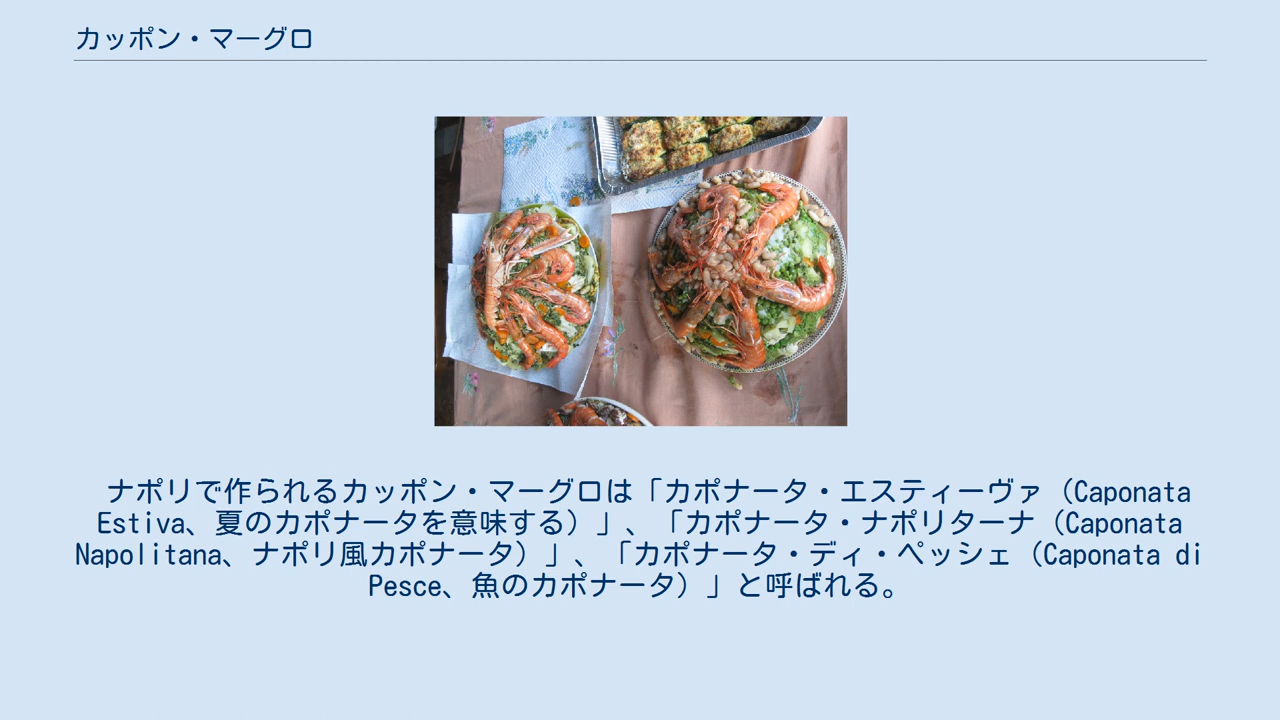 カッポン・マーグロ
ナポリで作られるカッポン・マーグロは「カポナータ・エスティーヴァ（Caponata
Estiva、夏のカポナータを意味する）」、「カポナータ・ナポリターナ（Caponata
Napolitana、ナポリ風カポナータ）」、「カポナータ・ディ・ペッシェ（Caponata di
Pesce、魚のカポナータ）」と呼ばれる。